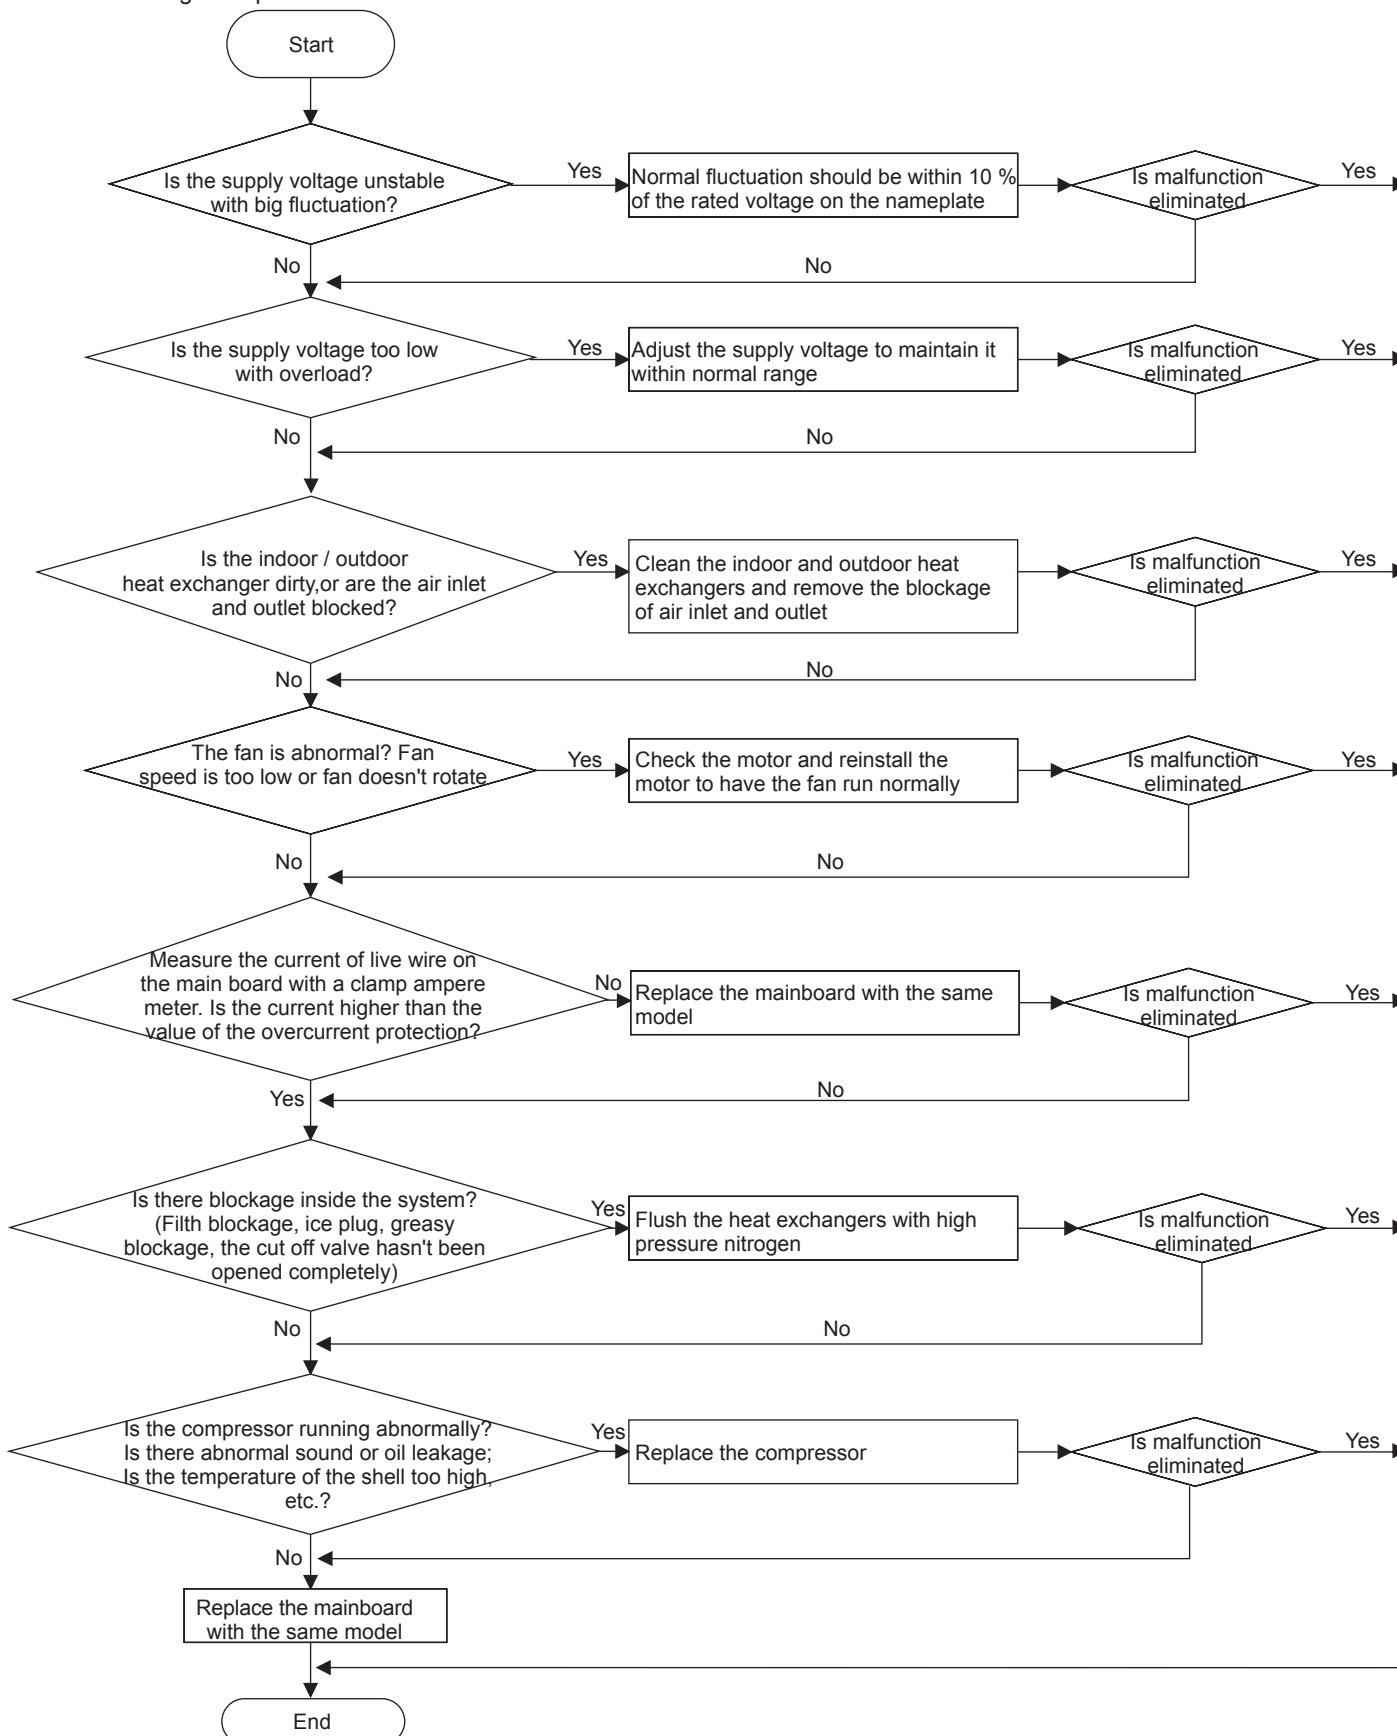 Start
Is the supply voltage unstable
with big fluctuation?
Yes
Normal fluctuation should be within 10 %
of the rated voltage on the nameplate
Is malfunction
eliminated
Yes
No
No
Is the supply voltage too low
with overload?
Yes
Adjust the supply voltage to maintain it
within normal range
Is malfunction
eliminated
Yes
No
No
Is the indoor / outdoor
heat exchanger dirty,or are the air inlet
and outlet blocked?
Yes
Clean the indoor and outdoor heat
exchangers and remove the blockage
of air inlet and outlet
Is malfunction
eliminated
Yes
No
No
The fan is abnormal? Fan
speed is too low or fan doesn't rotate
Yes
Check the motor and reinstall the
motor to have the fan run normally
Is malfunction
eliminated
Yes
No
No
Measure the current of live wire on
the main board with a clamp ampere
meter. Is the current higher than the
value of the overcurrent protection?
No
Replace the mainboard with the same
model
Is malfunction
eliminated
Yes
Yes
No
Is there blockage inside the system?
(Filth blockage, ice plug, greasy
blockage, the cut off valve hasn't been
opened completely)
Yes
Flush the heat exchangers with high
pressure nitrogen
Is malfunction
eliminated
Yes
No
No
Is the compressor running abnormally?
Is there abnormal sound or oil leakage;
Is the temperature of the shell too high,
etc.?
Yes
Replace the compressor
Is malfunction
eliminated
Yes
No
Replace the mainboard
with the same model
End